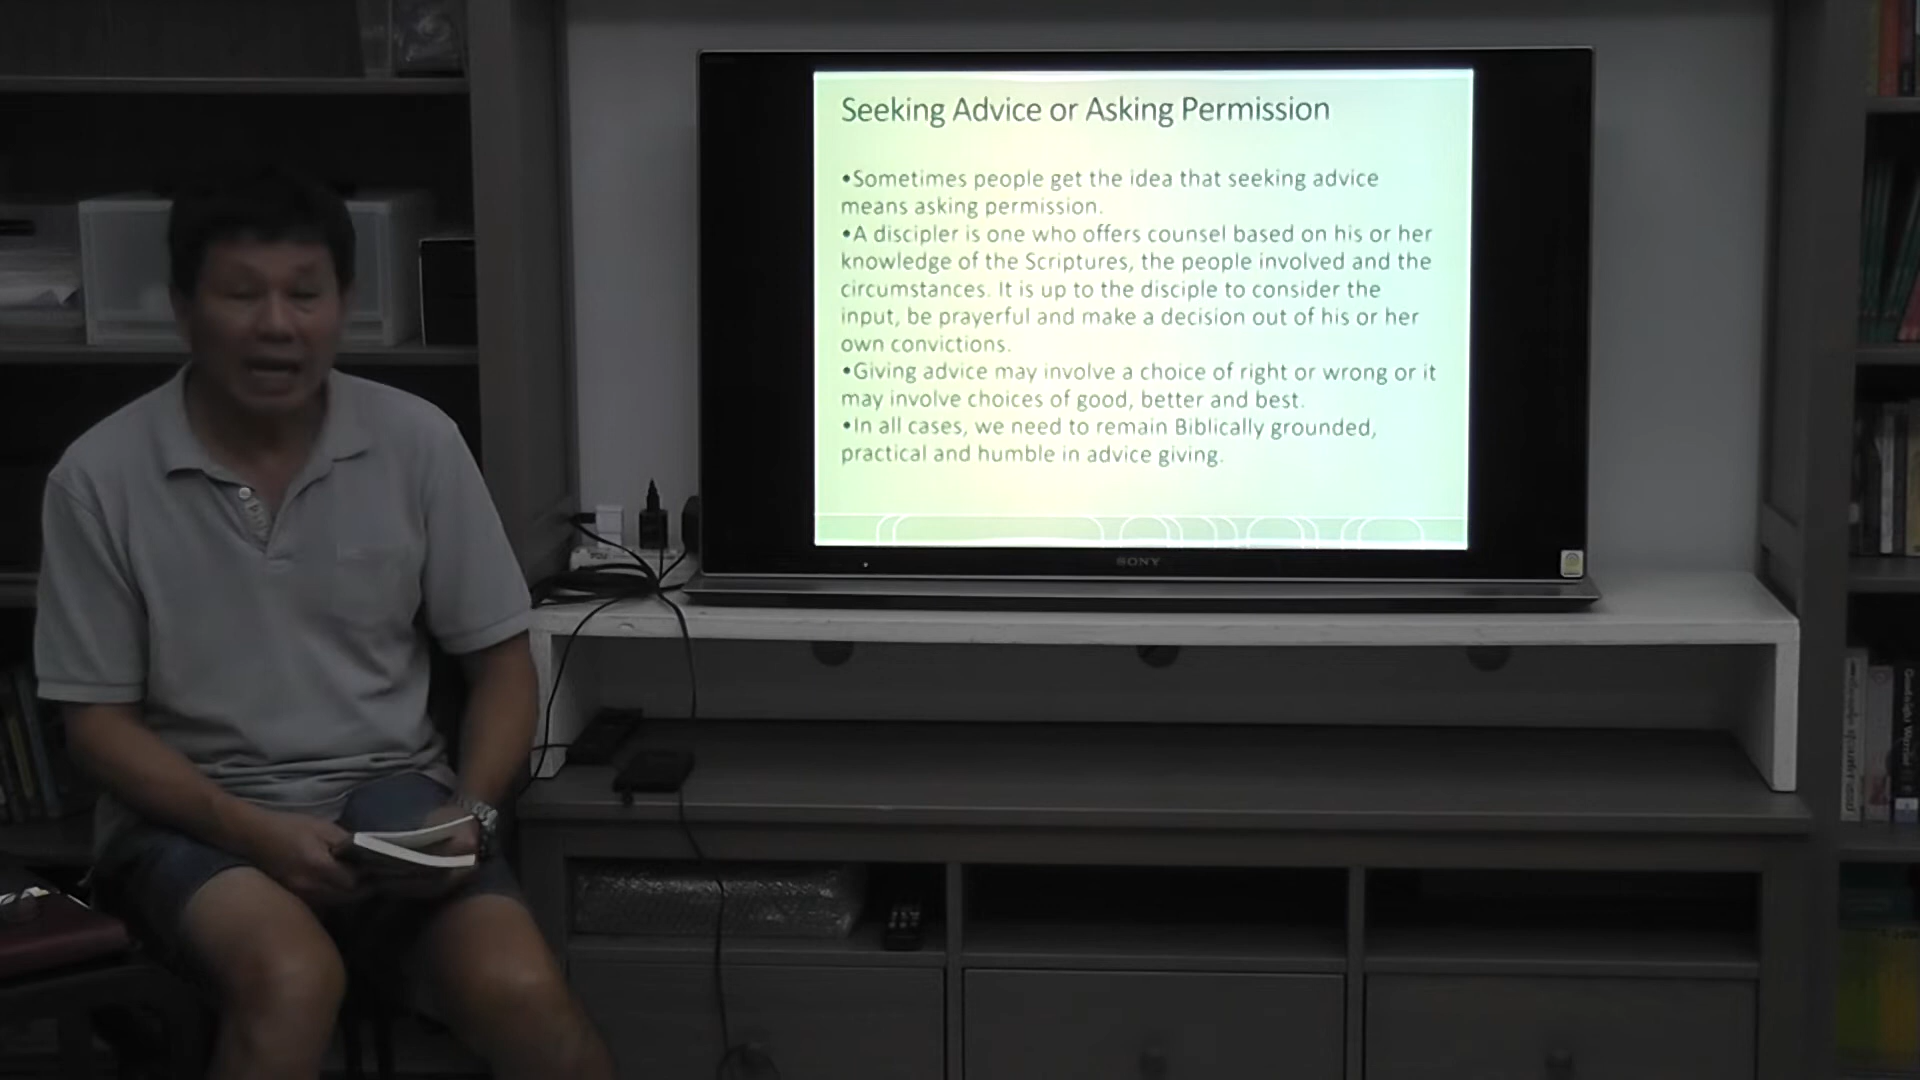 Seeking Advice or Asking Permission
•Sometimes people get the idea that seeking advice
means asking permission.
•A discipler is one who offers counsel based on his or her
knowledge of the Scriptures, the people involved and the
circumstances. It is up to the disciple to consider the
input, be prayerful and make a decision out of his or her
own convictions.
•Giving advice may involve a choice of right or wrong or it
may involve choices of good, better and best.
•In all cases, we need to remain Biblically grounded,
practical and humble in advice giving.
SONY